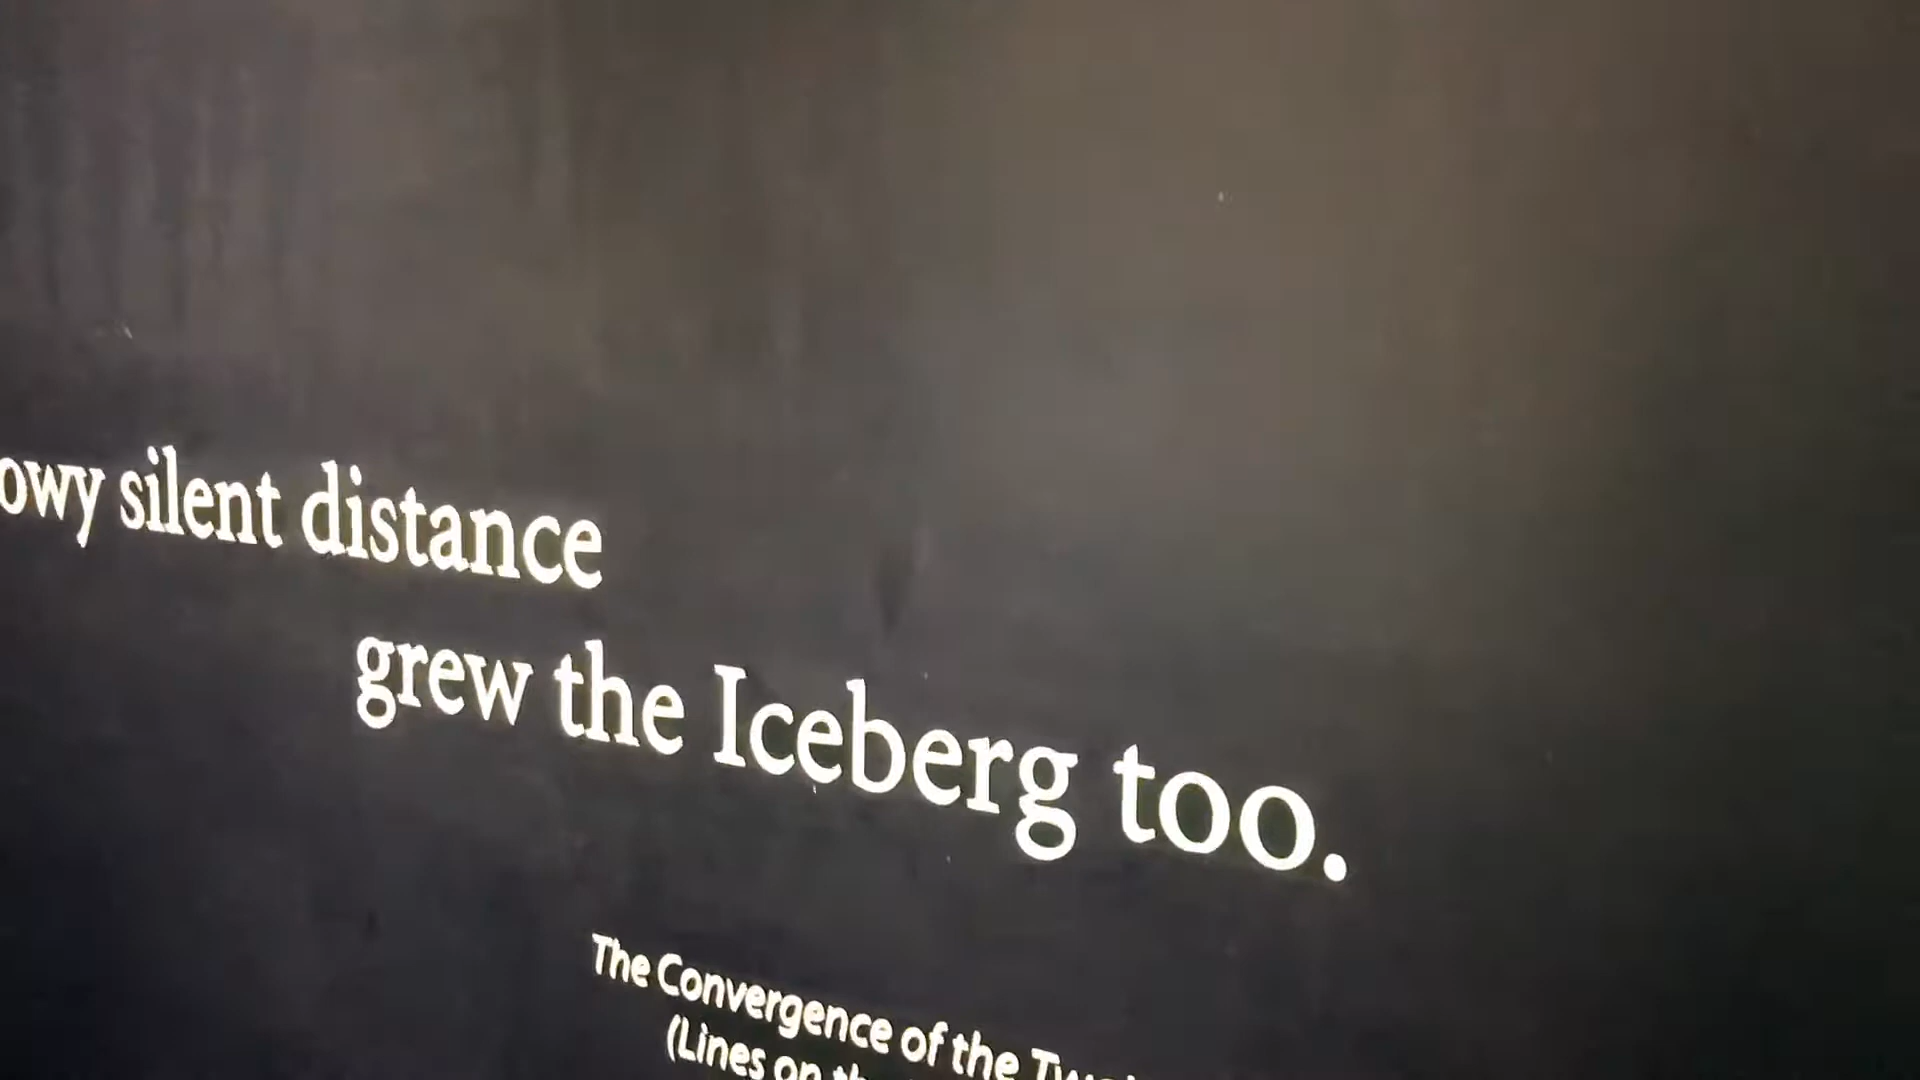 owy silent distance
grew the Iceberg too.
The Convergence of the
(Lines on